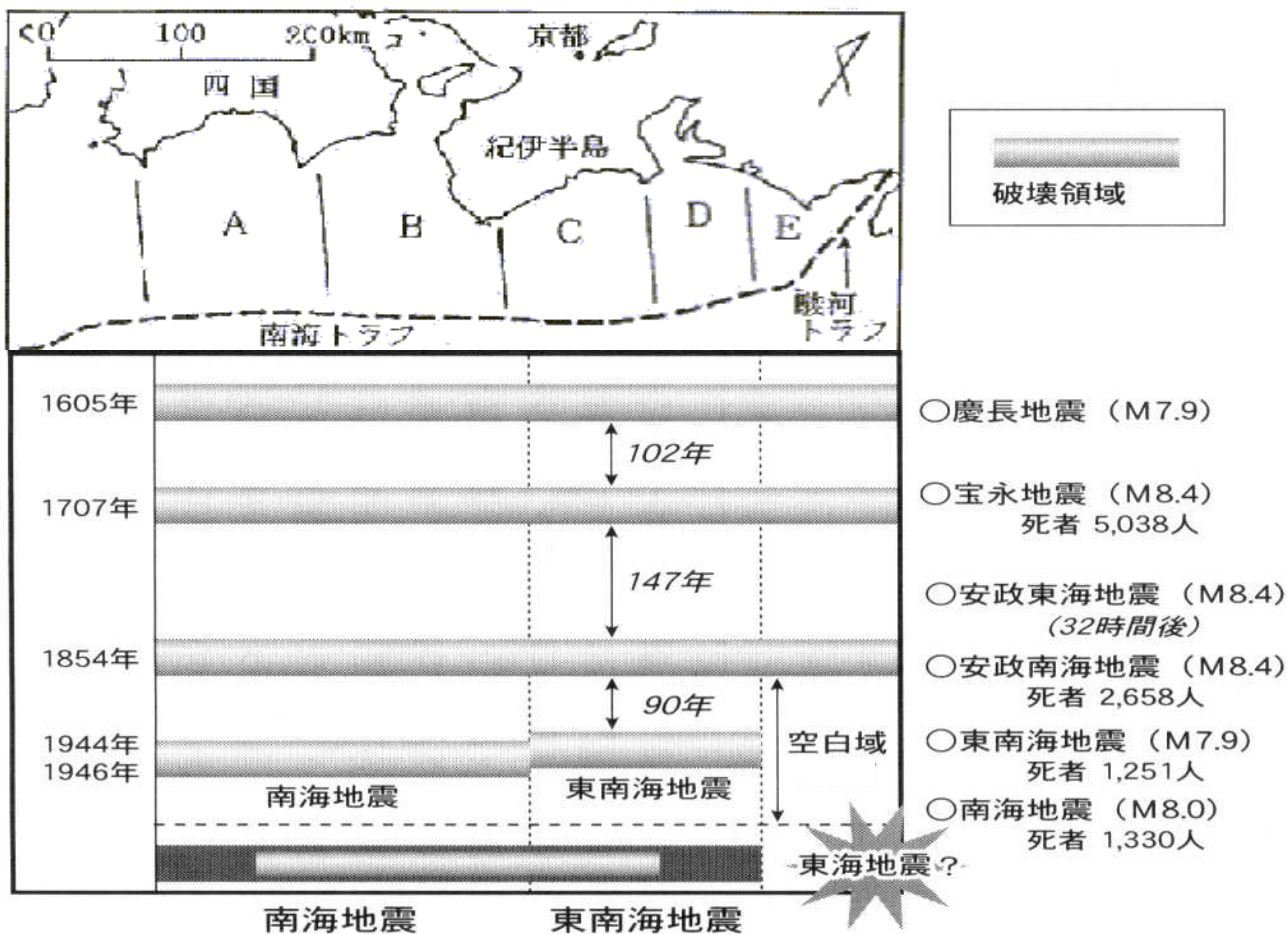 0 100 200km
京都
四国
紀伊半島
A B C D E
南海トラフ
駿河
トラフ
破壊領域
1605年
○慶長地震 (M7.9)
102年
1707年
○宝永地震 (M8.4)
死者 5,038人
147年
○安政東海地震 (M8.4)
(32時間後)
1854年
○安政南海地震 (M8.4)
死者 2,658人
90年
空白域
1944年
1946年
○東南海地震 (M7.9)
死者 1,251人
南海地震
東南海地震
○南海地震 (M8.0)
死者 1,330人
東海地震?
南海地震
東南海地震